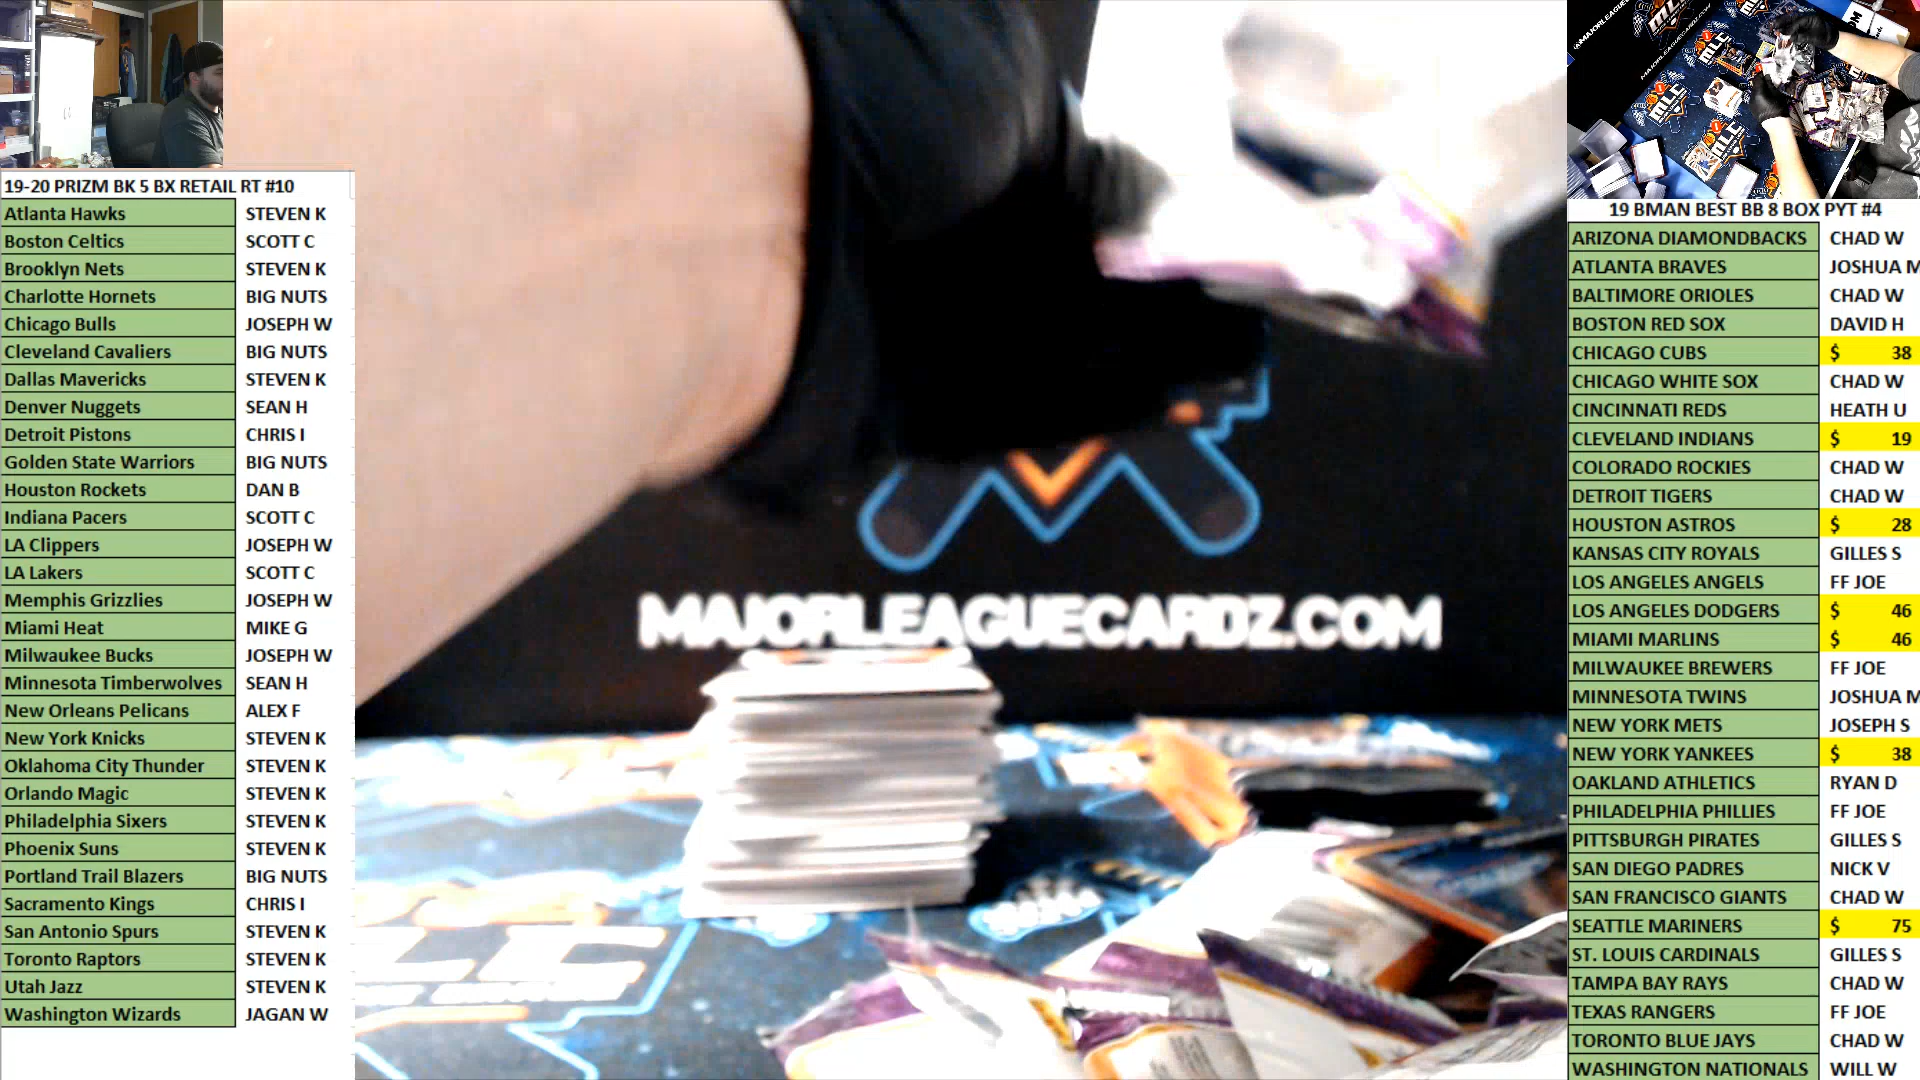 19-20 PRIZM BK 5 BX RETAIL RT #10
Atlanta Hawks STEVEN K
Boston Celtics SCOTT C
Brooklyn Nets STEVEN K
Charlotte Hornets BIG NUTS
Chicago Bulls JOSEPH W
Cleveland Cavaliers BIG NUTS
Dallas Mavericks STEVEN K
Denver Nuggets SEAN H
Detroit Pistons CHRIS I
Golden State Warriors BIG NUTS
Houston Rockets DAN B
Indiana Pacers SCOTT C
LA Clippers JOSEPH W
LA Lakers SCOTT C
Memphis Grizzlies JOSEPH W
Miami Heat MIKE G
Milwaukee Bucks JOSEPH W
Minnesota Timberwolves SEAN H
New Orleans Pelicans ALEX F
New York Knicks STEVEN K
Oklahoma City Thunder STEVEN K
Orlando Magic STEVEN K
Philadelphia Sixers STEVEN K
Phoenix Suns STEVEN K
Portland Trail Blazers BIG NUTS
Sacramento Kings CHRIS I
San Antonio Spurs STEVEN K
Toronto Raptors STEVEN K
Utah Jazz STEVEN K
Washington Wizards JAGAN W
MAJORLEAGUECARDZ.COM
MLC
MLC
MLC
19 BMAN BEST BB 8 BOX PYT #4
ARIZONA DIAMONDBACKS CHAD W
ATLANTA BRAVES JOSHUA M
BALTIMORE ORIOLES CHAD W
BOSTON RED SOX DAVID H
CHICAGO CUBS $ 38
CHICAGO WHITE SOX CHAD W
CINCINNATI REDS HEATH U
CLEVELAND INDIANS $ 19
COLORADO ROCKIES CHAD W
DETROIT TIGERS CHAD W
HOUSTON ASTROS $ 28
KANSAS CITY ROYALS GILLES S
LOS ANGELES ANGELS FF JOE
LOS ANGELES DODGERS $ 46
MIAMI MARLINS $ 46
MILWAUKEE BREWERS FF JOE
MINNESOTA TWINS JOSHUA M
NEW YORK METS JOSEPH S
NEW YORK YANKEES $ 38
OAKLAND ATHLETICS RYAN D
PHILADELPHIA PHILLIES FF JOE
PITTSBURGH PIRATES GILLES S
SAN DIEGO PADRES NICK V
SAN FRANCISCO GIANTS CHAD W
SEATTLE MARINERS $ 75
ST. LOUIS CARDINALS GILLES S
TAMPA BAY RAYS CHAD W
TEXAS RANGERS FF JOE
TORONTO BLUE JAYS CHAD W
WASHINGTON NATIONALS WILL W